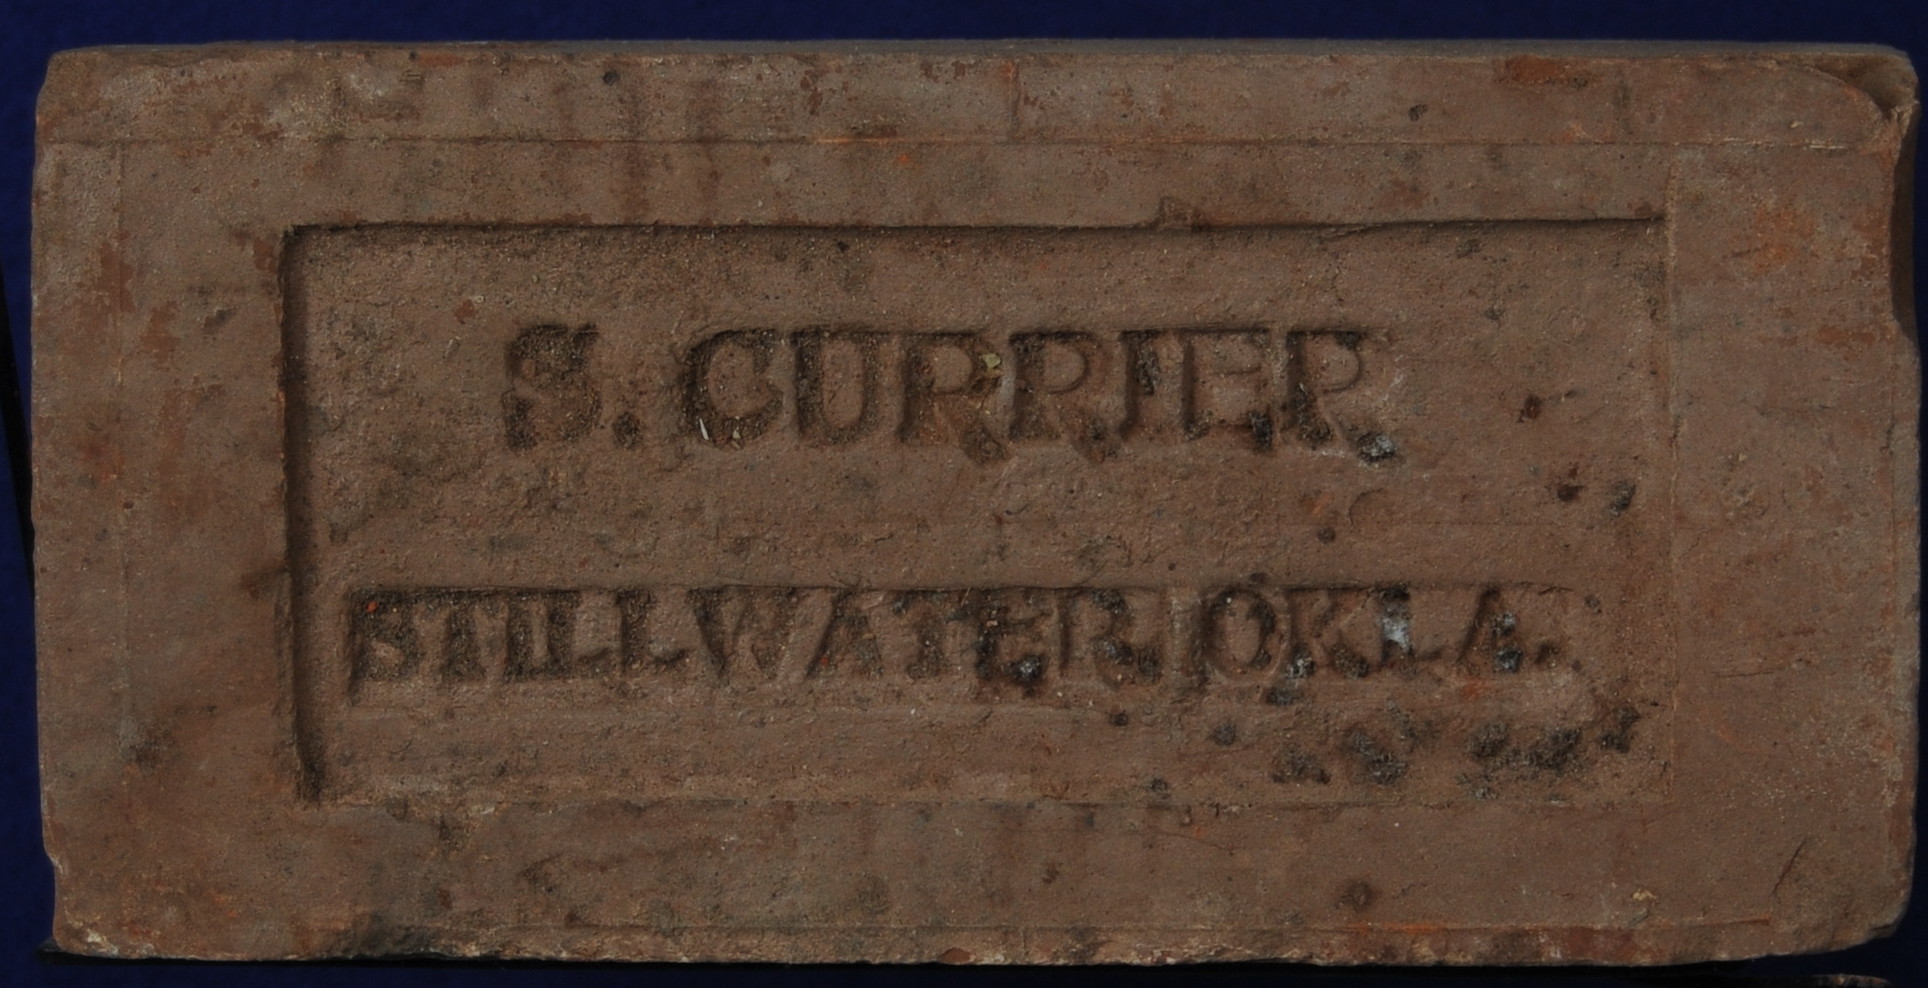 S. CURRIER
STILLWATER OKLA.